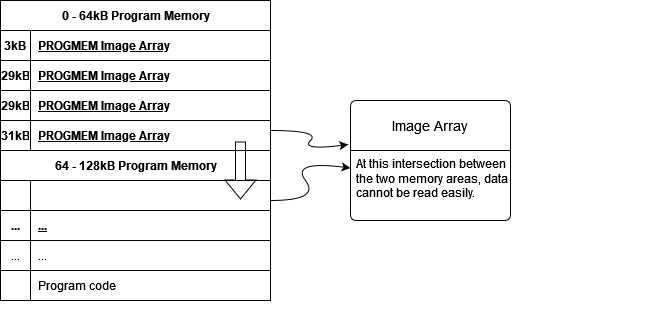 0 - 64kB Program Memory
3kB PROGMEM Image Array
29kB PROGMEM Image Array
29kB PROGMEM Image Array
31kB PROGMEM Image Array
64 - 128kB Program Memory
... ...
... ...
Program code
Image Array
At this intersection between
the two memory areas, data
cannot be read easily.